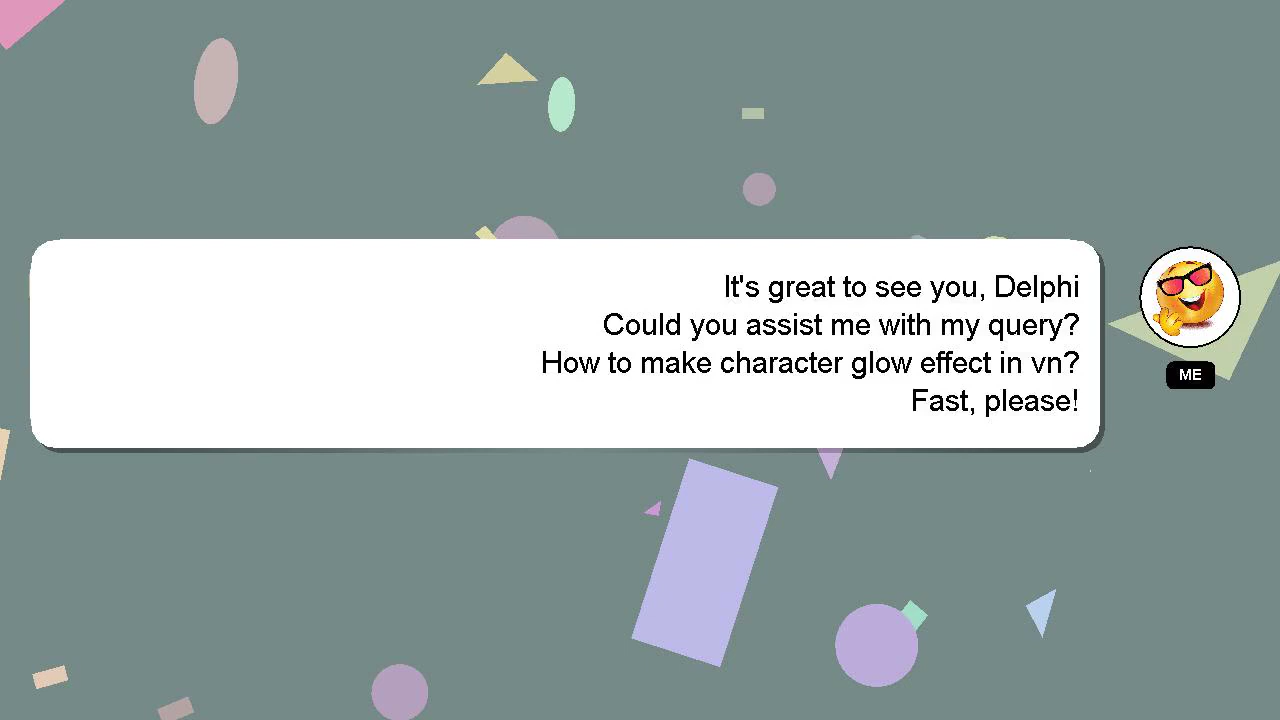 It's great to see you, Delphi
Could you assist me with my query?
How to make character glow effect in vn?
Fast, please!
ME